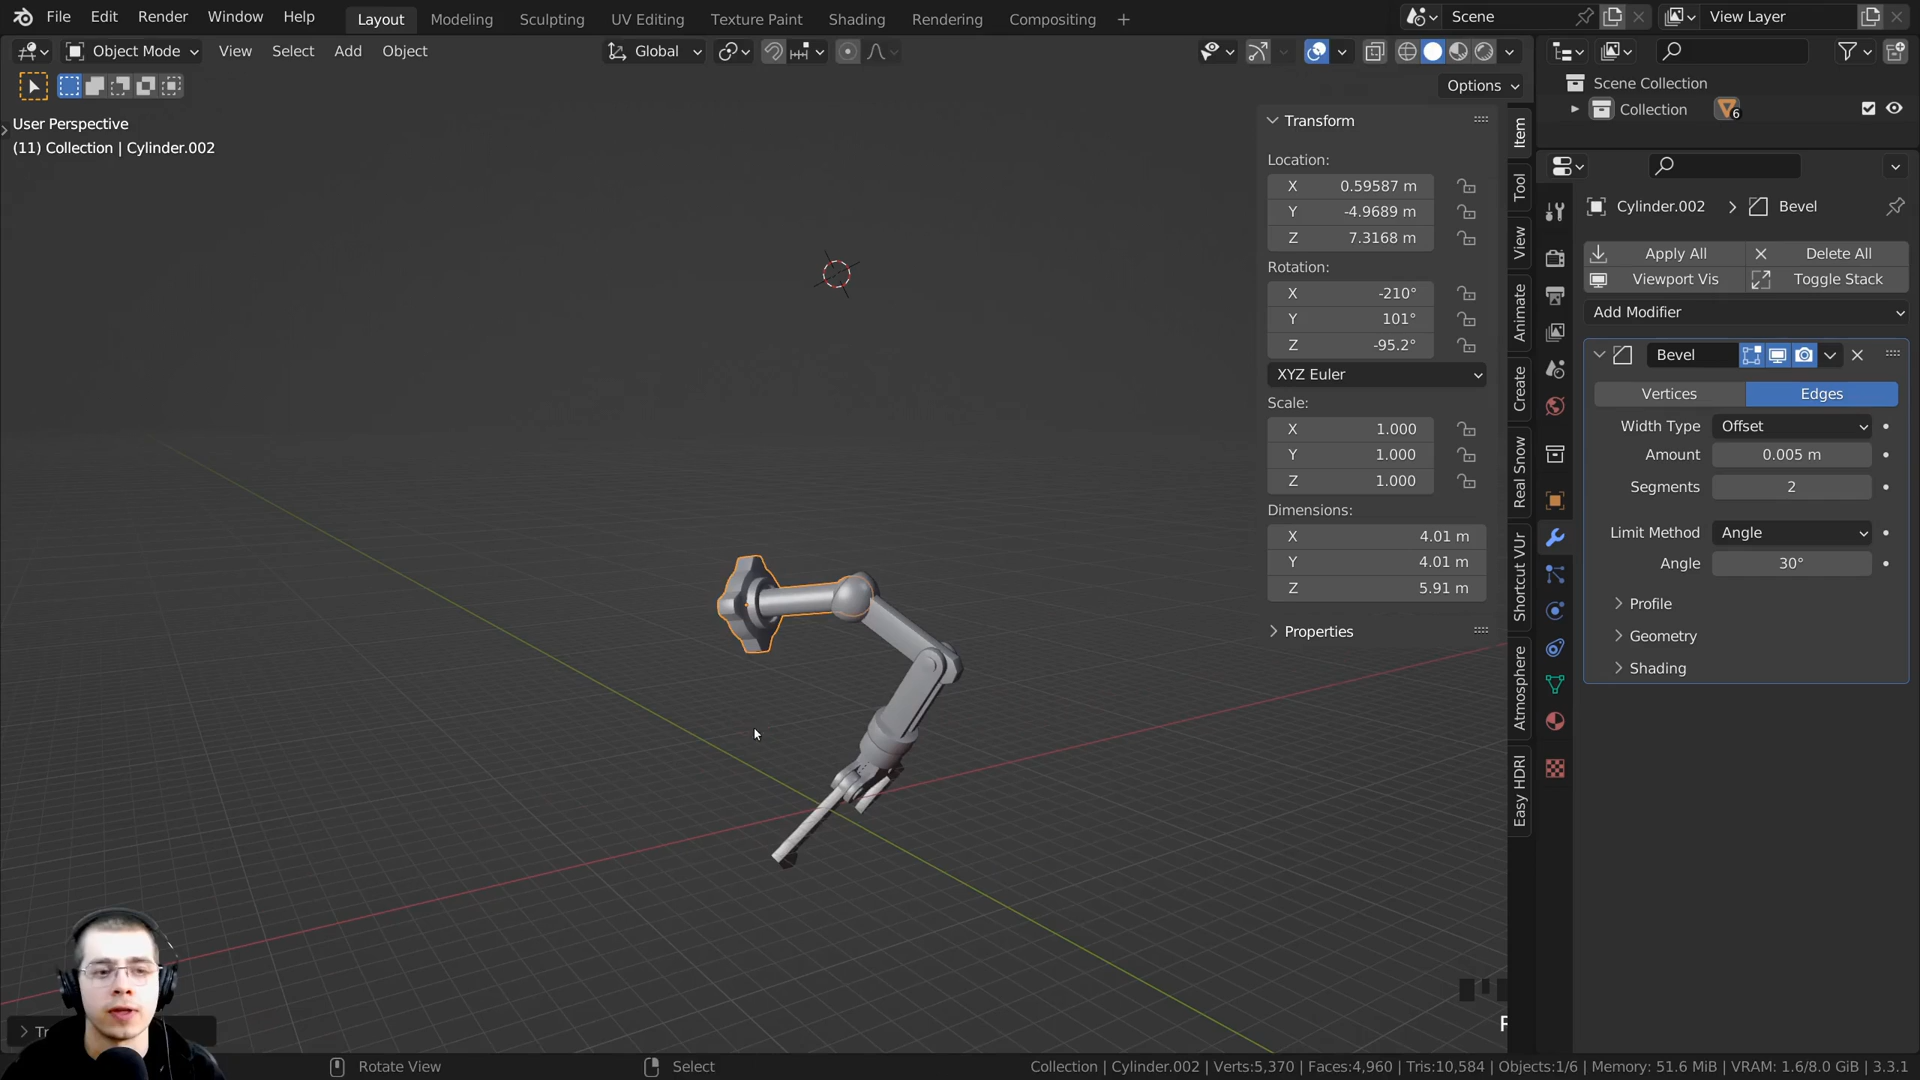 File Edit Render Window Help Layout Modeling Sculpting UV Editing Texture Paint Shading Rendering Compositing + Scene View Layer
Object Mode View Select Add Object Global
Options
User Perspective
(11) Collection | Cylinder.002
Transform
Location:
X 0.59587 m
Y -4.9689 m
Z 7.3168 m
Rotation:
X -210°
Y 101°
Z -95.2°
XYZ Euler
Scale:
X 1.000
Y 1.000
Z 1.000
Dimensions:
X 4.01 m
Y 4.01 m
Z 5.91 m
Properties
Item
Tool
View
Animate
Create
Real Snow
Shortcut VUr
Atmosphere
Easy HDRI
Scene Collection
Collection 6
Cylinder.002 > Bevel
Apply All Delete All
Viewport Vis Toggle Stack
Add Modifier
Bevel
Vertices Edges
Width Type Offset
Amount 0.005 m
Segments 2
Limit Method Angle
Angle 30°
Profile
Geometry
Shading
Rotate View Select Collection | Cylinder.002 | Verts:5,370 | Faces:4,960 | Tris:10,584 | Objects:1/6 | Memory: 51.6 MiB | VRAM: 1.6/8.0 GiB | 3.3.1